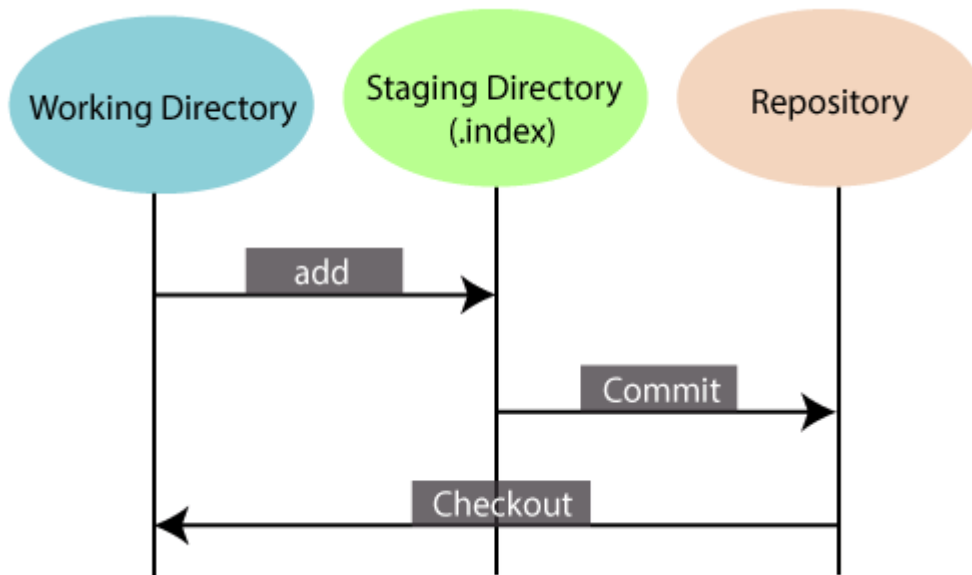 Working Directory
Staging Directory
(.index)
Repository
add
Commit
Checkout